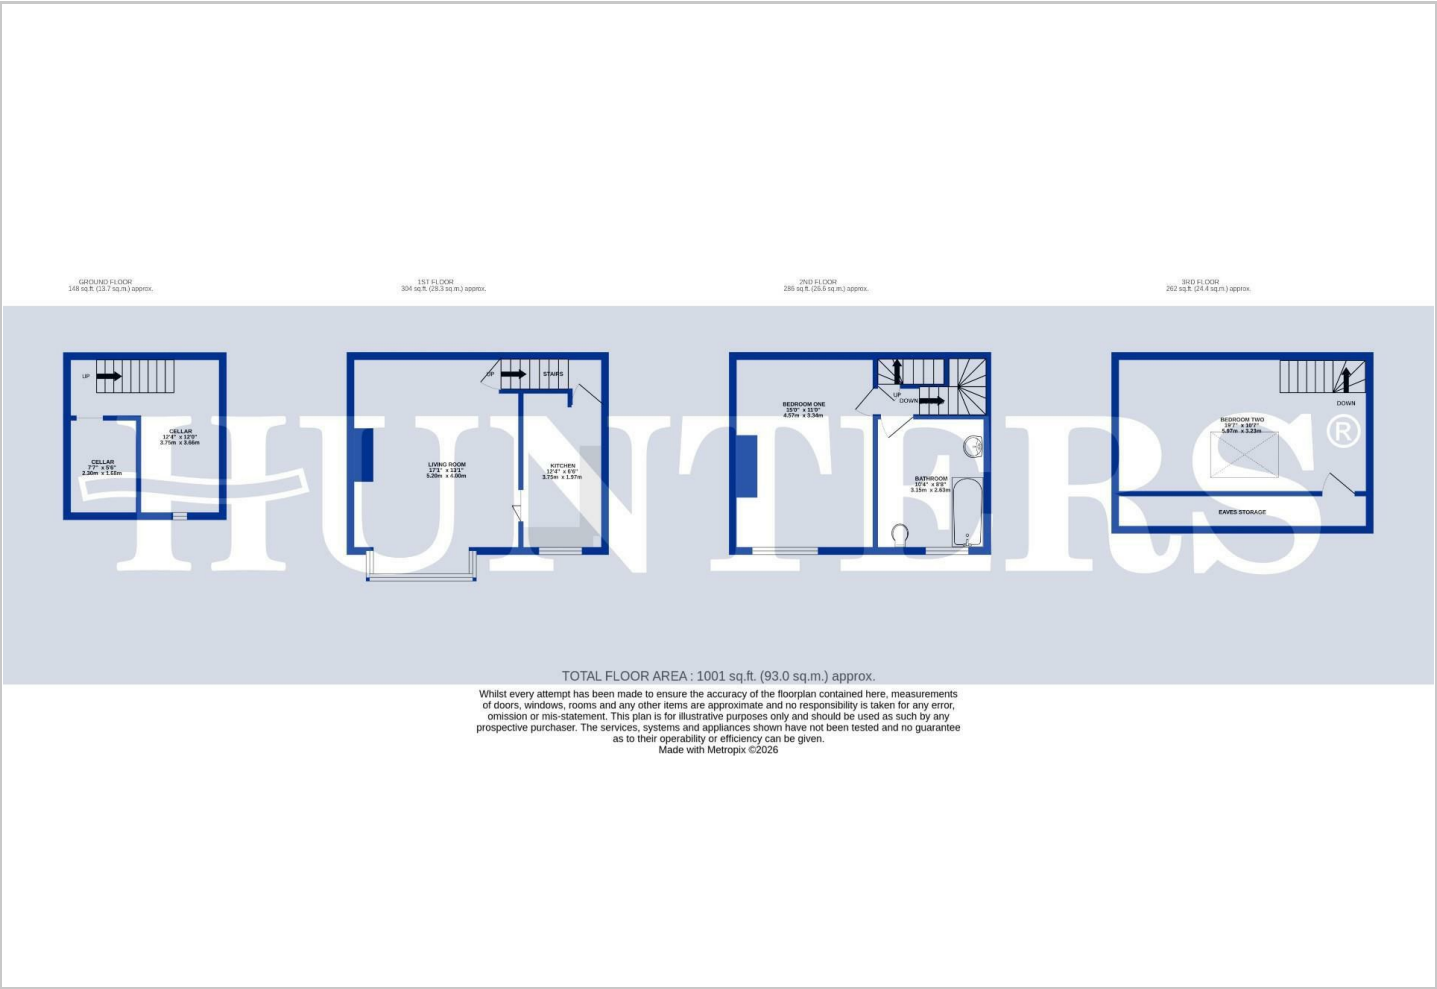 GROUND FLOOR
148 sq.ft. (13.7 sq.m.) approx.
1ST FLOOR
304 sq.ft. (28.3 sq.m.) approx.
2ND FLOOR
286 sq.ft. (26.6 sq.m.) approx.
3RD FLOOR
262 sq.ft. (24.4 sq.m.) approx.
UP
CELLAR
12'4" x 12'0"
3.75m x 3.66m
CELLAR
7'7" x 5'6"
2.30m x 1.68m
UP
STAIRS
LIVING ROOM
17'1" x 13'1"
5.20m x 4.00m
KITCHEN
12'4" x 6'6"
3.75m x 1.97m
BEDROOM ONE
15'0" x 11'0"
4.57m x 3.34m
UP
DOWN
BATHROOM
10'4" x 8'8"
3.15m x 2.63m
DOWN
BEDROOM TWO
19'7" x 10'7"
5.97m x 3.23m
EAVES STORAGE
HUNTERS®
TOTAL FLOOR AREA : 1001 sq.ft. (93.0 sq.m.) approx.
Whilst every attempt has been made to ensure the accuracy of the floorplan contained here, measurements
of doors, windows, rooms and any other items are approximate and no responsibility is taken for any error,
omission or mis-statement. This plan is for illustrative purposes only and should be used as such by any
prospective purchaser. The services, systems and appliances shown have not been tested and no guarantee
as to their operability or efficiency can be given.
Made with Metropix ©2026